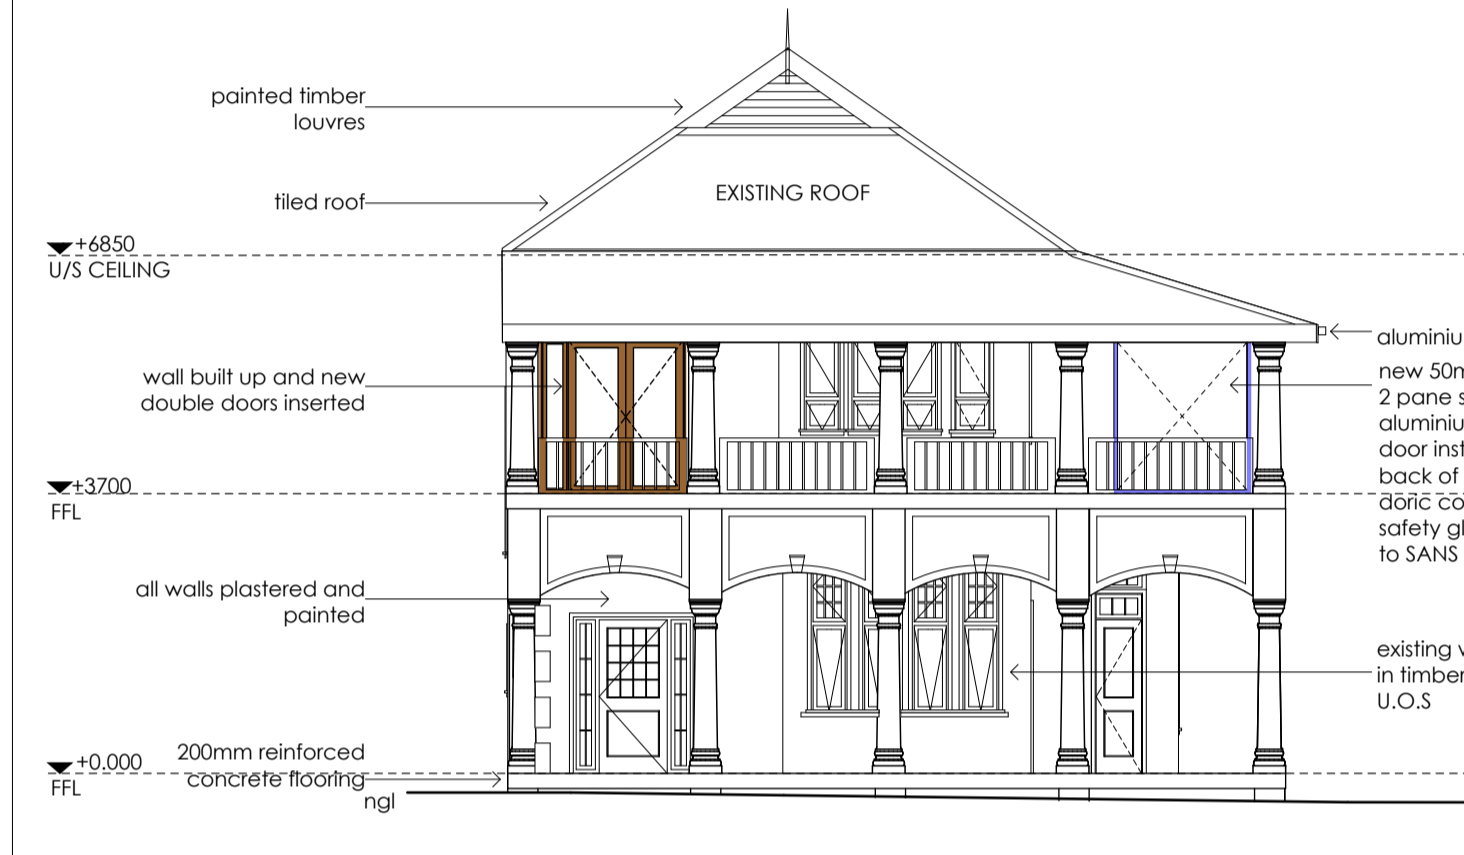 painted timber
louvres
tiled roof
EXISTING ROOF
+6850
U/S CEILING
aluminiu
wall built up and new
double doors inserted
new 50m
2 pane s
aluminiu
door inst
back of
doric co
safety gl
to SANS
+3700
FFL
all walls plastered and
painted
existing v
in timber
U.O.S
+0.000
FFL
200mm reinforced
concrete flooring
ngl